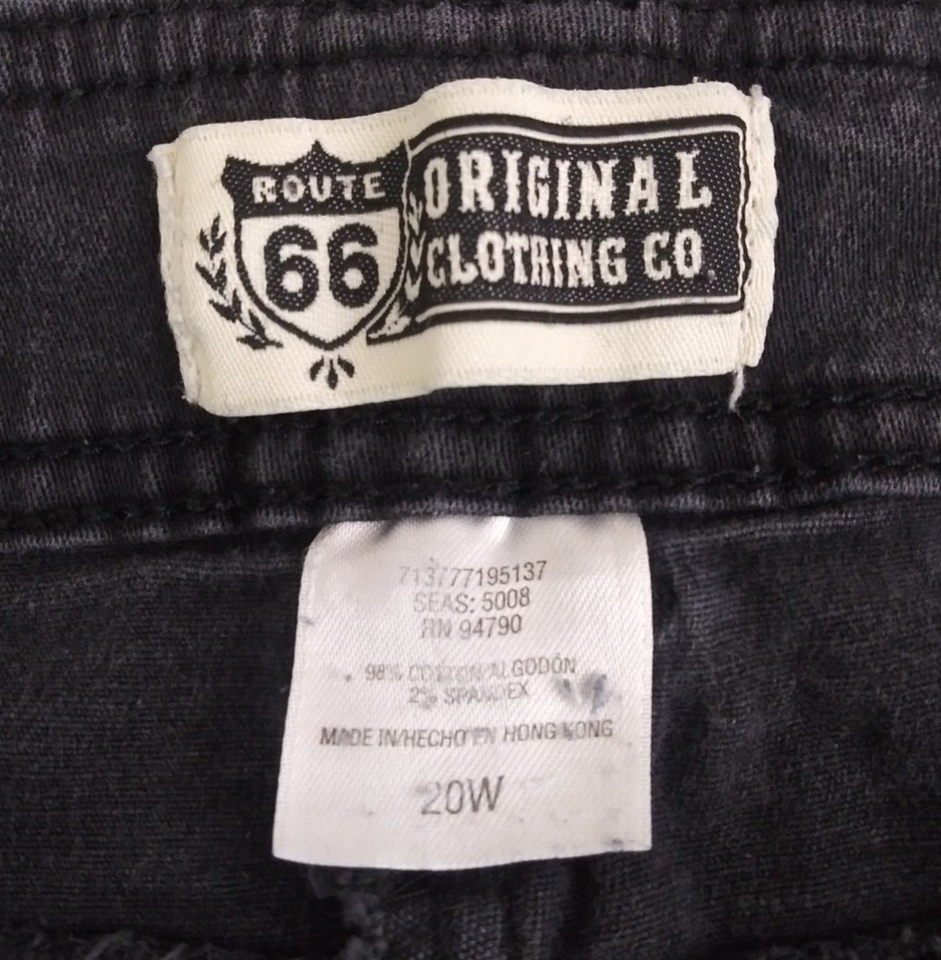 ROUTE
66
ORIGINAL
CLOTHING CO.
713777195137
SEAS: 5008
RN 94790
98% COTTON/ALGODÓN
2% SPANDEX
MADE IN/HECHO EN HONG KONG
20W